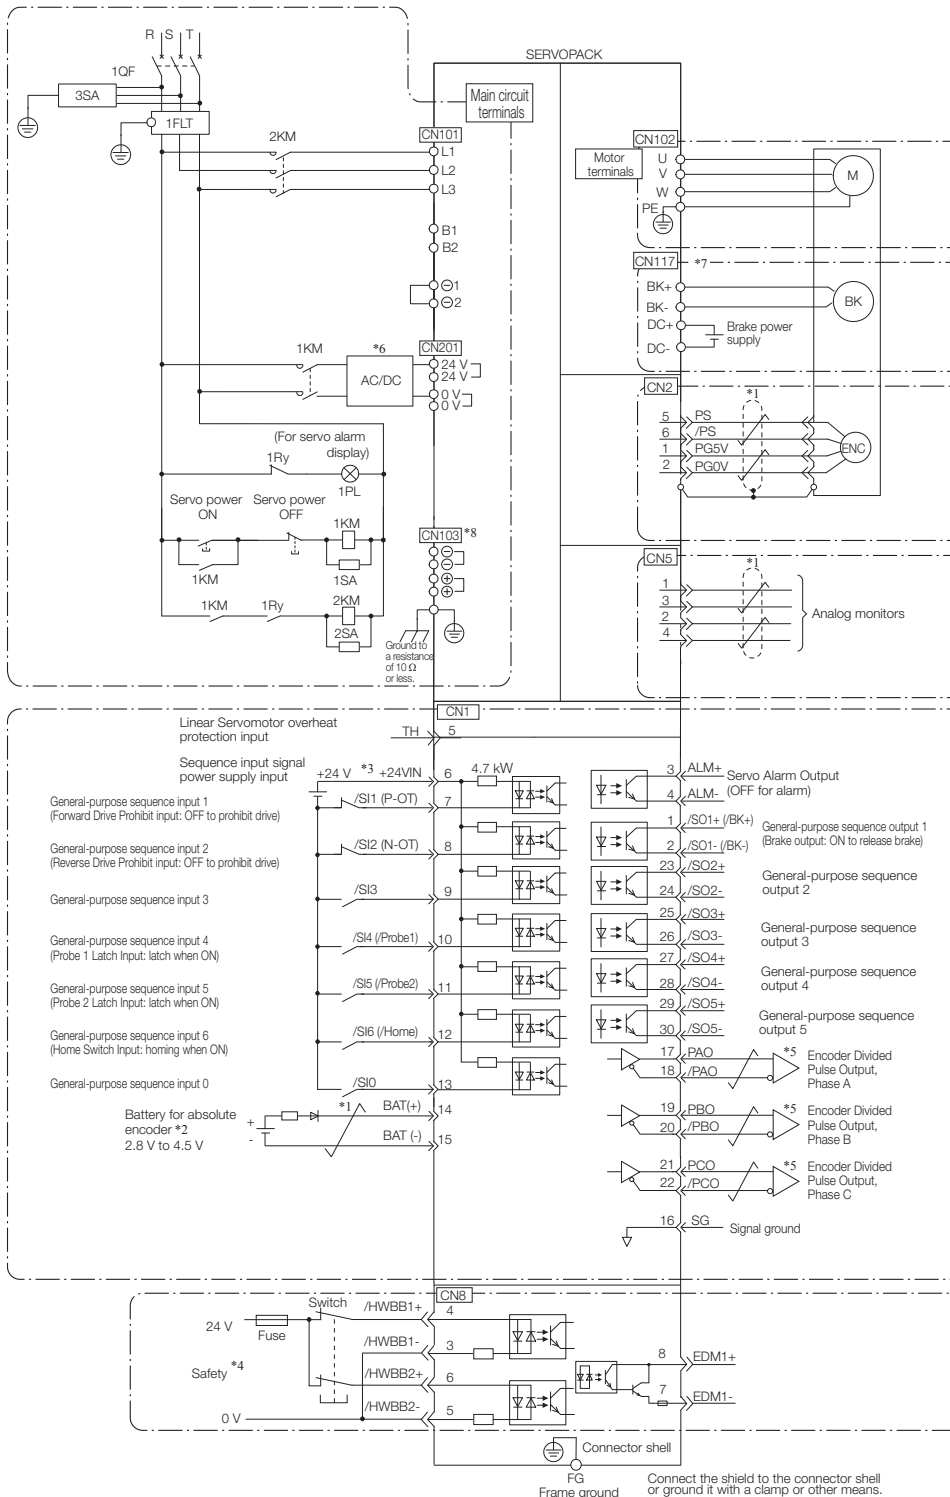 R S T
SERVOPACK
1QF
3SA
1FLT
Main circuit
terminals
CN101
2KM
L1
L2
L3
B1
B2
⊖1
⊖2
CN201
1KM
*6
AC/DC
24 V
24 V
0 V
0 V
(For servo alarm
display)
1Ry
1PL
Servo power
ON
Servo power
OFF
1KM
1KM
1SA
1KM
1Ry
2KM
2SA
CN103 *8
⊖
⊖
⊕
⊕
Ground to
a resistance
of 10 Ω
or less.
CN102
Motor
terminals
U
V
W
PE
M
CN117 *7
BK+
BK-
BK
DC+
DC-
Brake power
supply
CN2
*1
5 PS
6 /PS
1 PG5V
2 PG0V
ENC
CN5
*1
1
3
2
4
Analog monitors
CN1
Linear Servomotor overheat
protection input
TH 5
Sequence input signal
power supply input
+24 V *3 +24VIN 6 4.7 kW
General-purpose sequence input 1
(Forward Drive Prohibit input: OFF to prohibit drive)
/SI1 (P-OT) 7
General-purpose sequence input 2
(Reverse Drive Prohibit input: OFF to prohibit drive)
/SI2 (N-OT) 8
General-purpose sequence input 3
/SI3 9
General-purpose sequence input 4
(Probe 1 Latch Input: latch when ON)
/SI4 (/Probe1) 10
General-purpose sequence input 5
(Probe 2 Latch Input: latch when ON)
/SI5 (/Probe2) 11
General-purpose sequence input 6
(Home Switch Input: homing when ON)
/SI6 (/Home) 12
General-purpose sequence input 0
/SI0 13
Battery for absolute
encoder *2
2.8 V to 4.5 V
+
-
*1
BAT(+) 14
BAT (-) 15
3 ALM+
4 ALM-
Servo Alarm Output
(OFF for alarm)
1 /SO1+ (/BK+)
2 /SO1- (/BK-)
General-purpose sequence output 1
(Brake output: ON to release brake)
23 /SO2+
24 /SO2-
General-purpose sequence
output 2
25 /SO3+
26 /SO3-
General-purpose sequence
output 3
27 /SO4+
28 /SO4-
General-purpose sequence
output 4
29 /SO5+
30 /SO5-
General-purpose sequence
output 5
17 PAO
18 /PAO
*5
Encoder Divided
Pulse Output,
Phase A
19 PBO
20 /PBO
*5
Encoder Divided
Pulse Output,
Phase B
21 PCO
22 /PCO
*5
Encoder Divided
Pulse Output,
Phase C
16 SG
Signal ground
CN8
24 V
Fuse
Switch
/HWBB1+ 4
/HWBB1- 3
Safety *4
/HWBB2+ 6
0 V
/HWBB2- 5
8 EDM1+
7 EDM1-
Connector shell
FG
Frame ground
Connect the shield to the connector shell
or ground it with a clamp or other means.